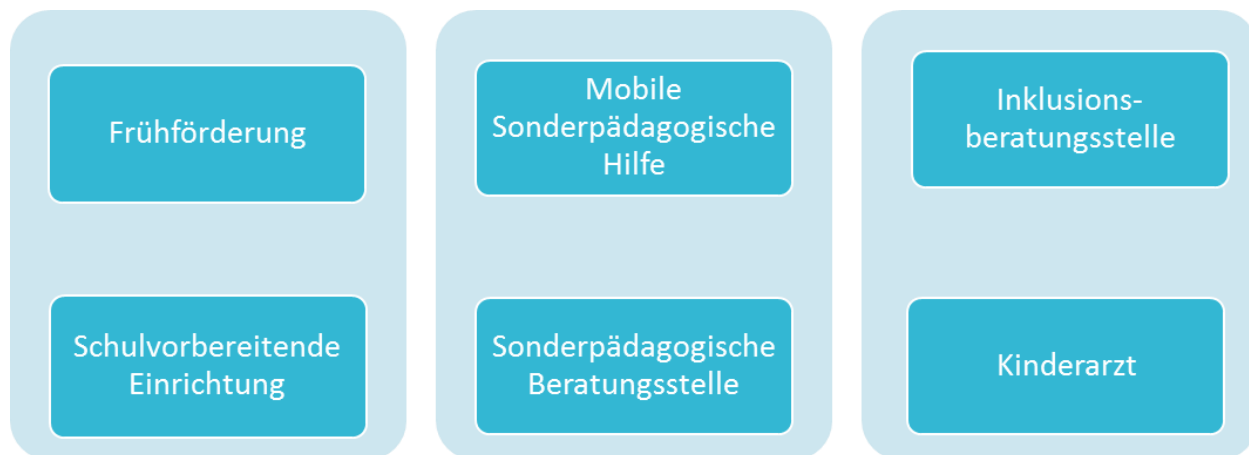 Frühförderung
Schulvorbereitende
Einrichtung
Mobile
Sonderpädagogische
Hilfe
Sonderpädagogische
Beratungsstelle
Inklusions-
beratungsstelle
Kinderarzt